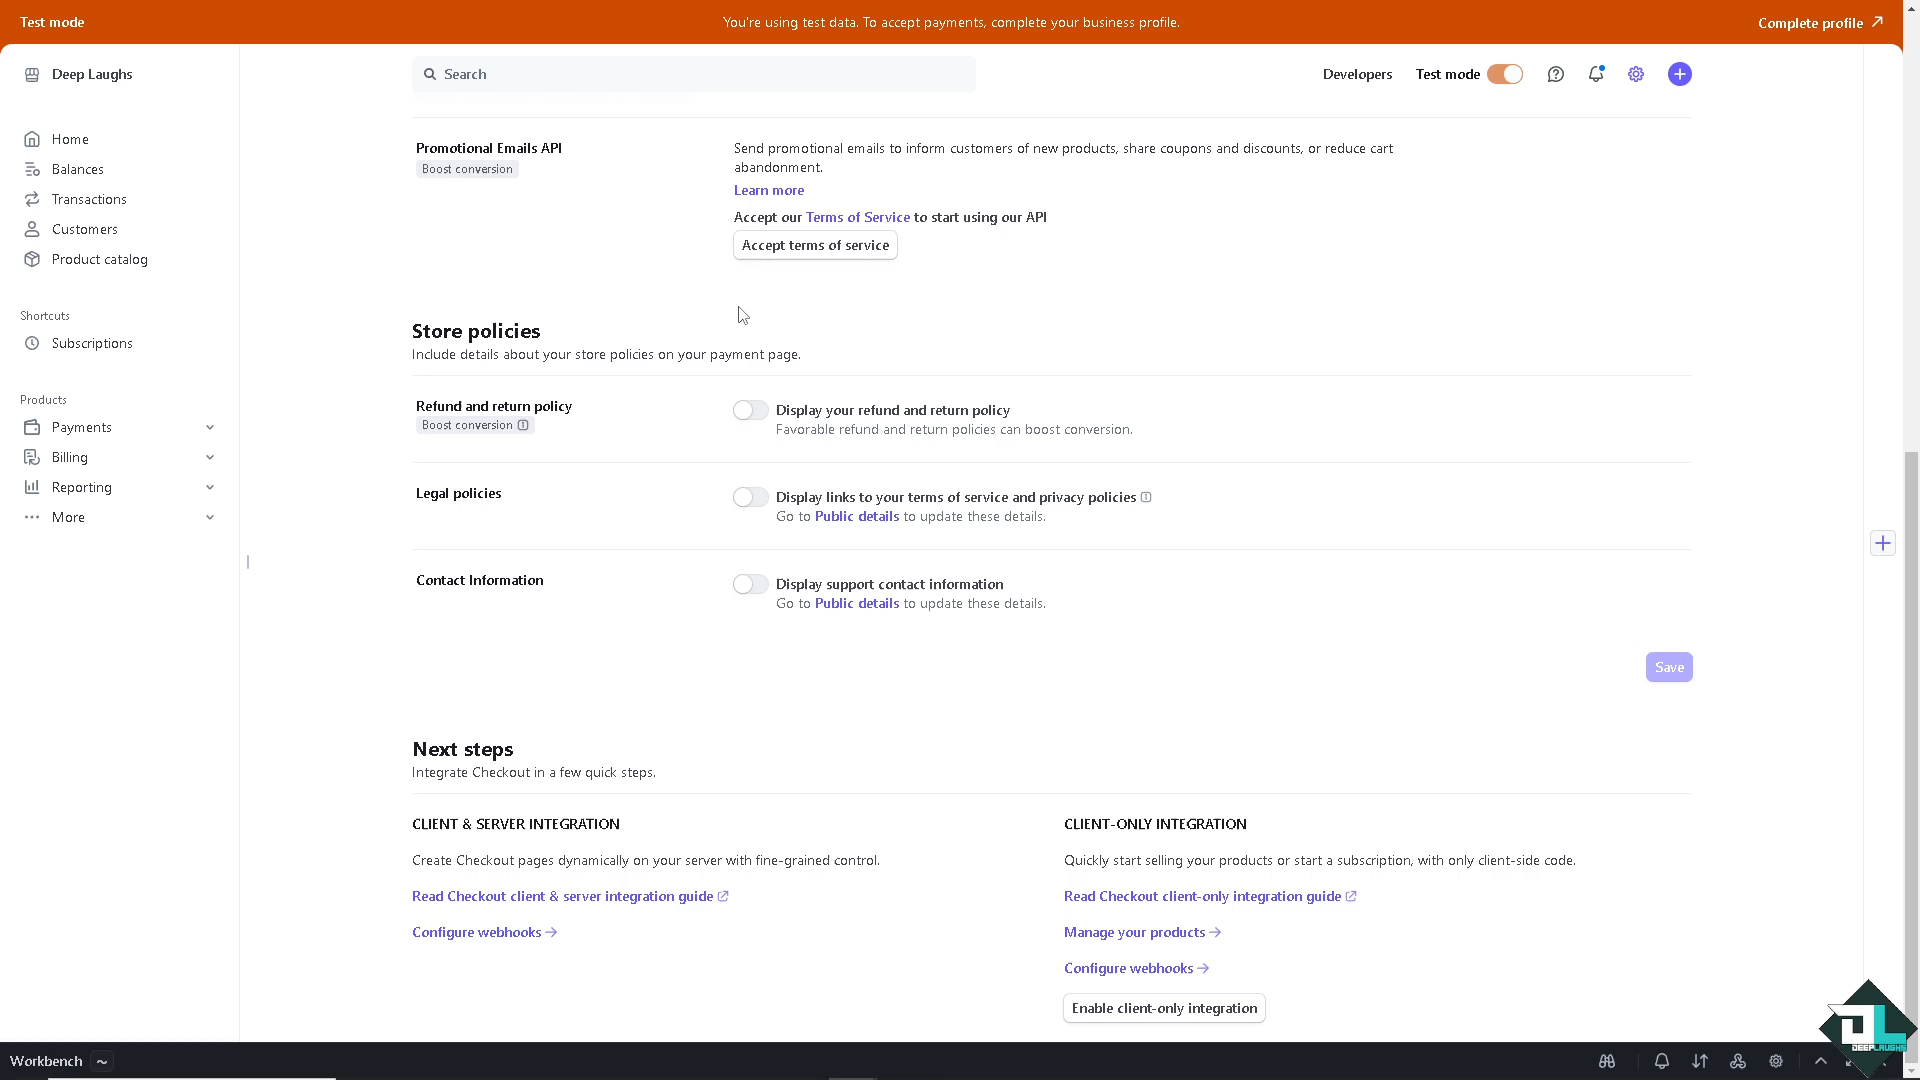 Test mode
You're using test data. To accept payments, complete your business profile.
Complete profile
Deep Laughs
Search
Developers
Test mode
Home
Balances
Transactions
Customers
Product catalog
Shortcuts
Subscriptions
Products
Payments
Billing
Reporting
More
Promotional Emails API
Boost conversion
Send promotional emails to inform customers of new products, share coupons and discounts, or reduce cart
abandonment.
Learn more
Accept our Terms of Service to start using our API
Accept terms of service
Store policies
Include details about your store policies on your payment page.
Refund and return policy
Boost conversion
Display your refund and return policy
Favorable refund and return policies can boost conversion.
Legal policies
Display links to your terms of service and privacy policies
Go to Public details to update these details.
Contact Information
Display support contact information
Go to Public details to update these details.
Save
Next steps
Integrate Checkout in a few quick steps.
CLIENT & SERVER INTEGRATION
Create Checkout pages dynamically on your server with fine-grained control.
Read Checkout client & server integration guide
Configure webhooks
CLIENT-ONLY INTEGRATION
Quickly start selling your products or start a subscription, with only client-side code.
Read Checkout client-only integration guide
Manage your products
Configure webhooks
Enable client-only integration
Workbench
DL
DEEPLAUGHS